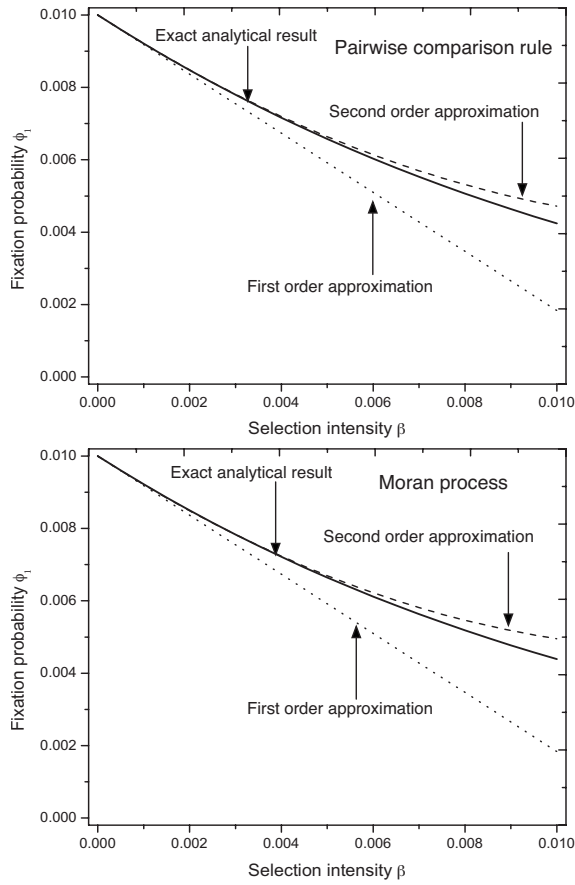 Pairwise comparison rule
Exact analytical result
Second order approximation
First order approximation
Fixation probability ϕ₁
0.010
0.008
0.006
0.004
0.002
0.000
0.000 0.002 0.004 0.006 0.008 0.010
Selection intensity β
Moran process
Exact analytical result
Second order approximation
First order approximation
Fixation probability ϕ₁
0.010
0.008
0.006
0.004
0.002
0.000
0.000 0.002 0.004 0.006 0.008 0.010
Selection intensity β